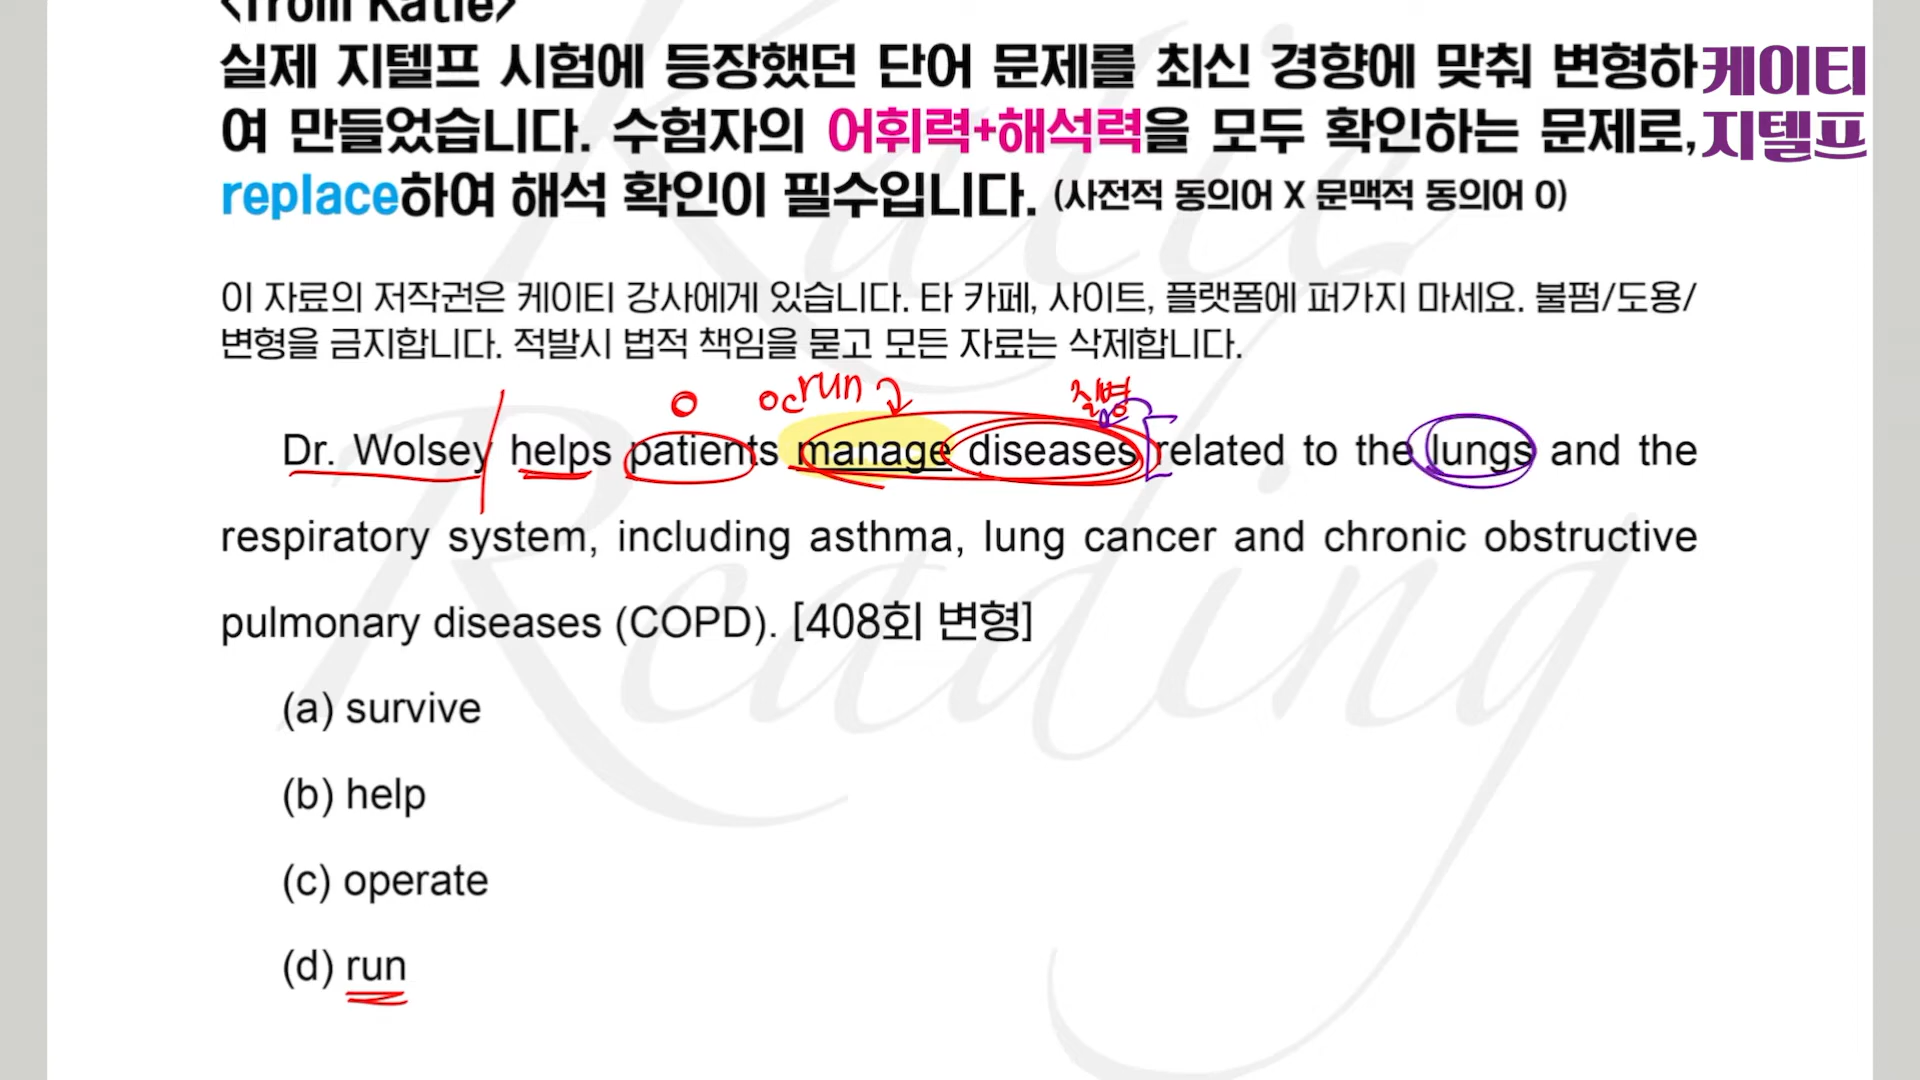 <from Katie>
실제 지텔프 시험에 등장했던 단어 문제를 최신 경향에 맞춰 변형하
여 만들었습니다. 수험자의 어휘력+해석력을 모두 확인하는 문제로,
replace하여 해석 확인이 필수입니다. (사전적 동의어 X 문맥적 동의어 O)
케이티
지텔프
이 자료의 저작권은 케이티 강사에게 있습니다. 타 카페, 사이트, 플랫폼에 퍼가지 마세요. 불펌/도용/
변형을 금지합니다. 적발시 법적 책임을 묻고 모든 자료는 삭제합니다.
O oc run 질병
Dr. Wolsey helps patients manage diseases related to the lungs and the
respiratory system, including asthma, lung cancer and chronic obstructive
pulmonary diseases (COPD). [408회 변형]
(a) survive
(b) help
(c) operate
(d) run
Katie
Reading